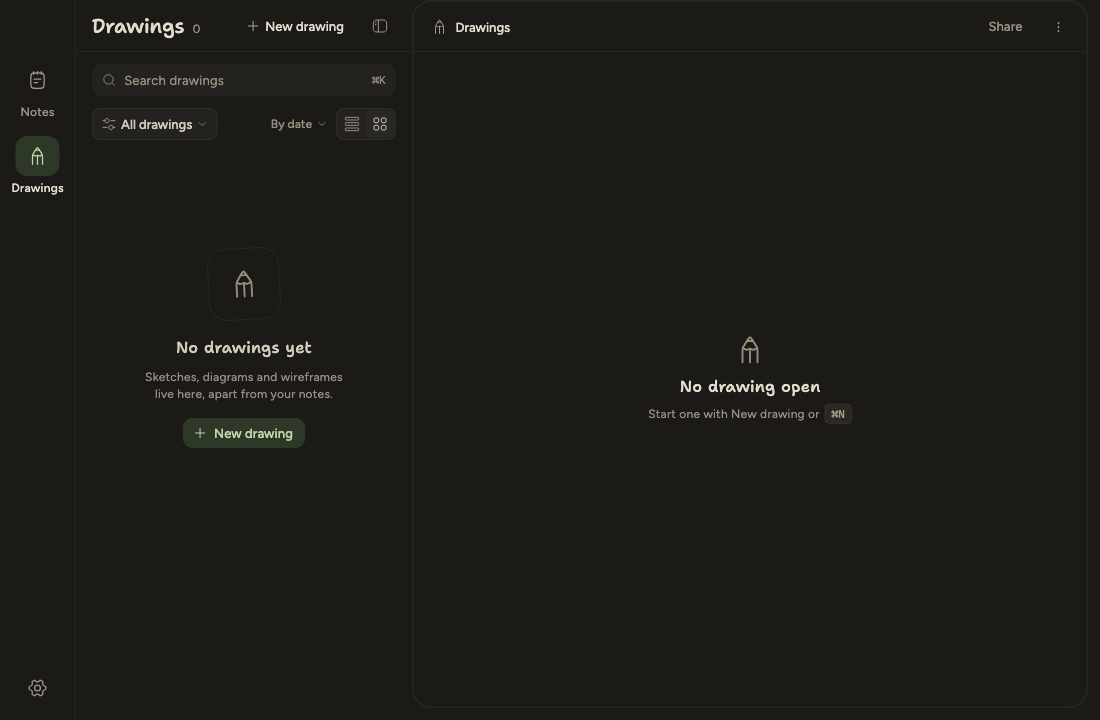 Drawings 0
New drawing
Drawings
Share
Search drawings ⌘K
Notes
All drawings
By date
Drawings
No drawings yet
Sketches, diagrams and wireframes
live here, apart from your notes.
New drawing
No drawing open
Start one with New drawing or ⌘N